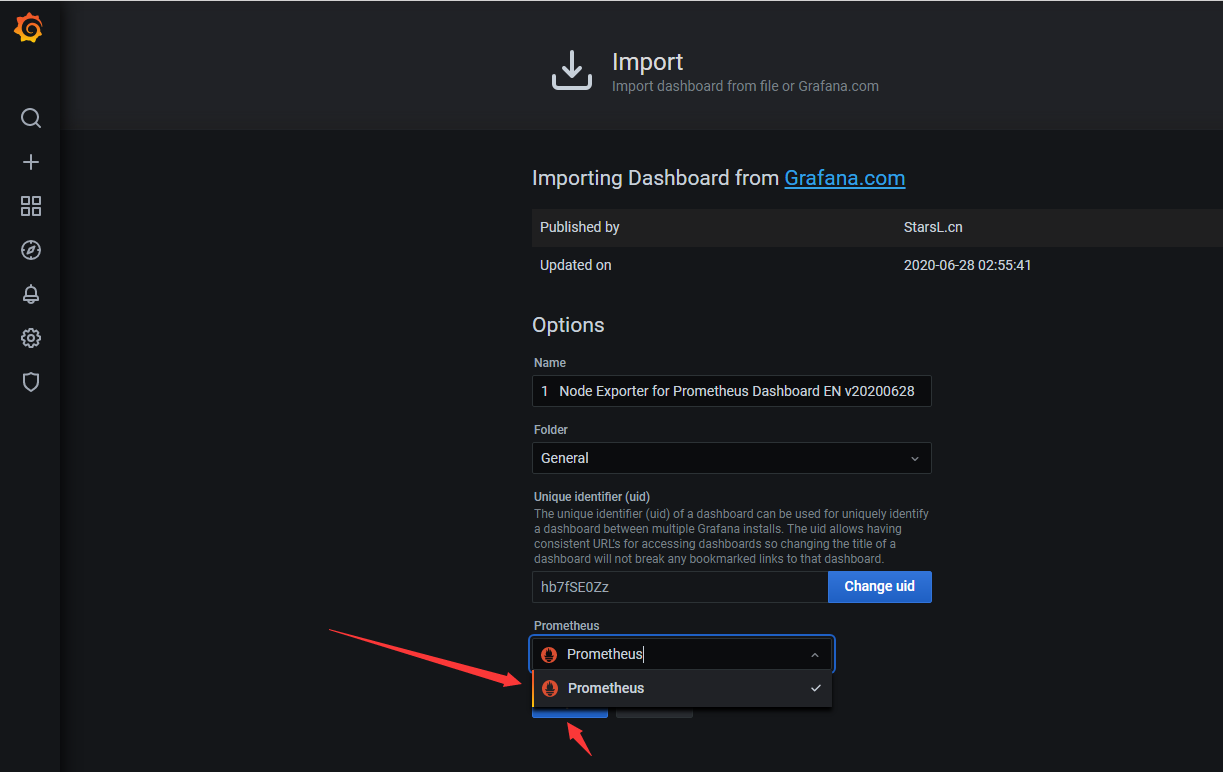 Import
Import dashboard from file or Grafana.com
Importing Dashboard from Grafana.com
Published by StarsL.cn
Updated on 2020-06-28 02:55:41
Options
Name
1 Node Exporter for Prometheus Dashboard EN v20200628
Folder
General
Unique identifier (uid)
The unique identifier (uid) of a dashboard can be used for uniquely identify
a dashboard between multiple Grafana installs. The uid allows having
consistent URL's for accessing dashboards so changing the title of a
dashboard will not break any bookmarked links to that dashboard.
hb7fSE0Zz Change uid
Prometheus
Prometheus
Prometheus